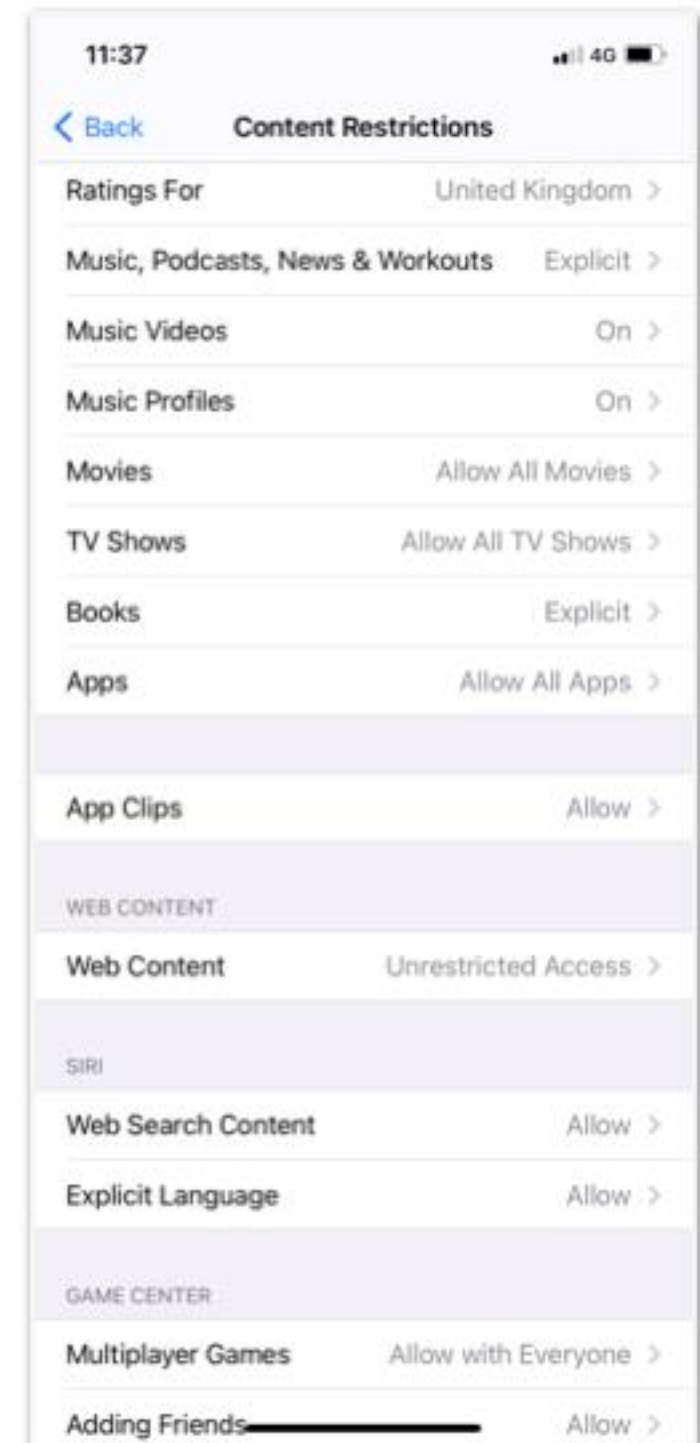 11:37 4G
Back Content Restrictions
Ratings For United Kingdom
Music, Podcasts, News & Workouts Explicit
Music Videos On
Music Profiles On
Movies Allow All Movies
TV Shows Allow All TV Shows
Books Explicit
Apps Allow All Apps
App Clips Allow
WEB CONTENT
Web Content Unrestricted Access
SIRI
Web Search Content Allow
Explicit Language Allow
GAME CENTER
Multiplayer Games Allow with Everyone
Adding Friends Allow